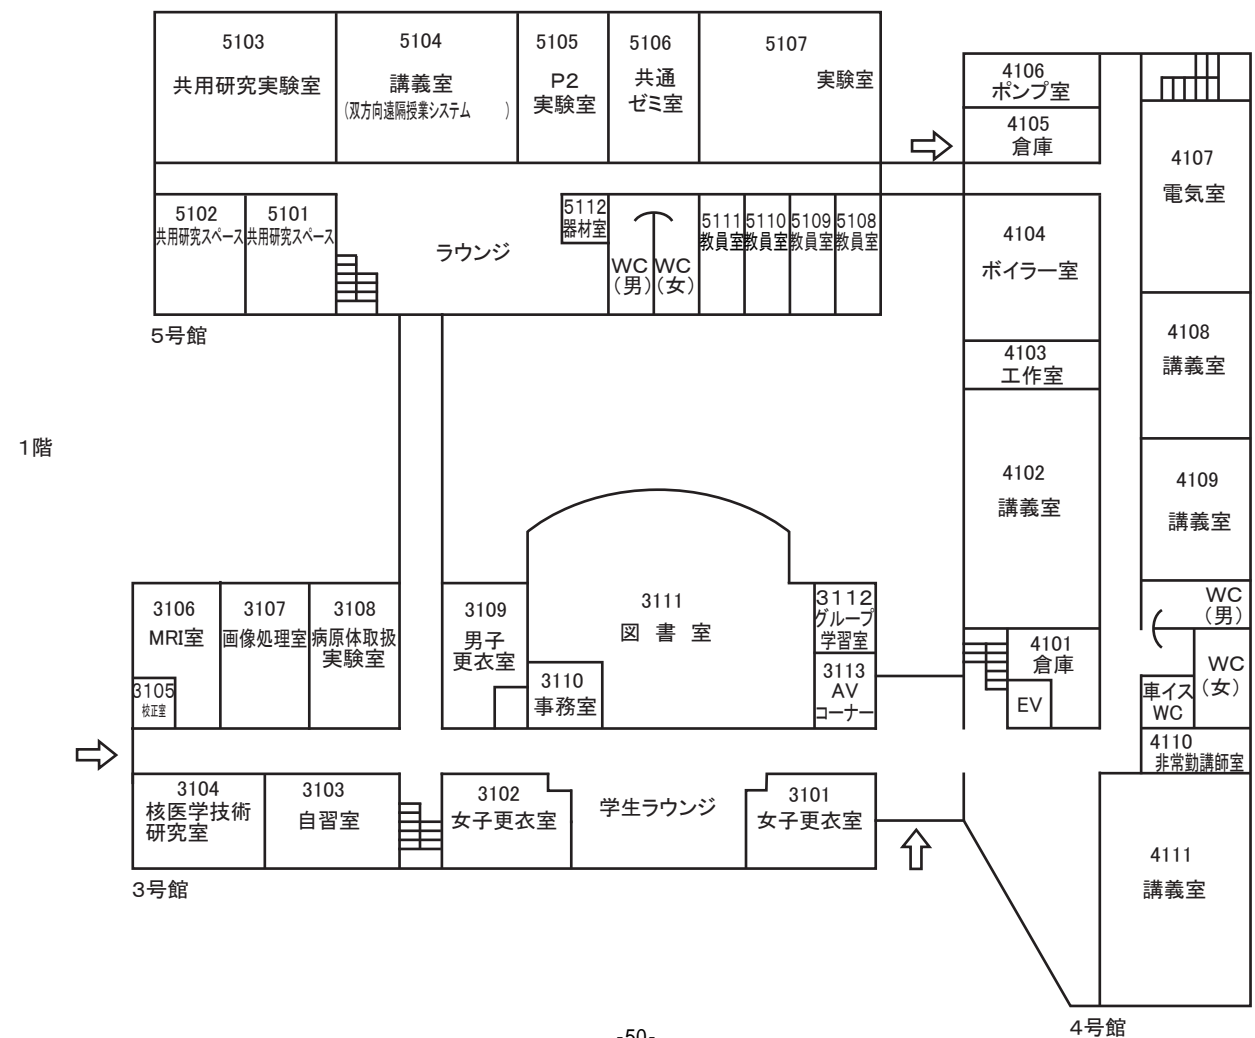 5103
共用研究実験室
5104
講義室
(双方向遠隔授業システム )
5105
P2
実験室
5106
共通
ゼミ室
5107
実験室
5102
共用研究スペース
5101
共用研究スペース
ラウンジ
5112
器材室
WC
(男)
WC
(女)
5111
教員室
5110
教員室
5109
教員室
5108
教員室
5号館
4106
ポンプ室
4105
倉庫
4107
電気室
4104
ボイラー室
4103
工作室
4108
講義室
4102
講義室
4109
講義室
WC
(男)
4101
倉庫
EV
WC
(女)
車イス
WC
4110
非常勤講師室
4111
講義室
4号館
1階
3106
MRI室
3105
校正室
3107
画像処理室
3108
病原体取扱
実験室
3109
男子
更衣室
3110
事務室
3111
図 書 室
3112
グループ
学習室
3113
AV
コーナー
3104
核医学技術
研究室
3103
自習室
3102
女子更衣室
学生ラウンジ
3101
女子更衣室
3号館
-50-